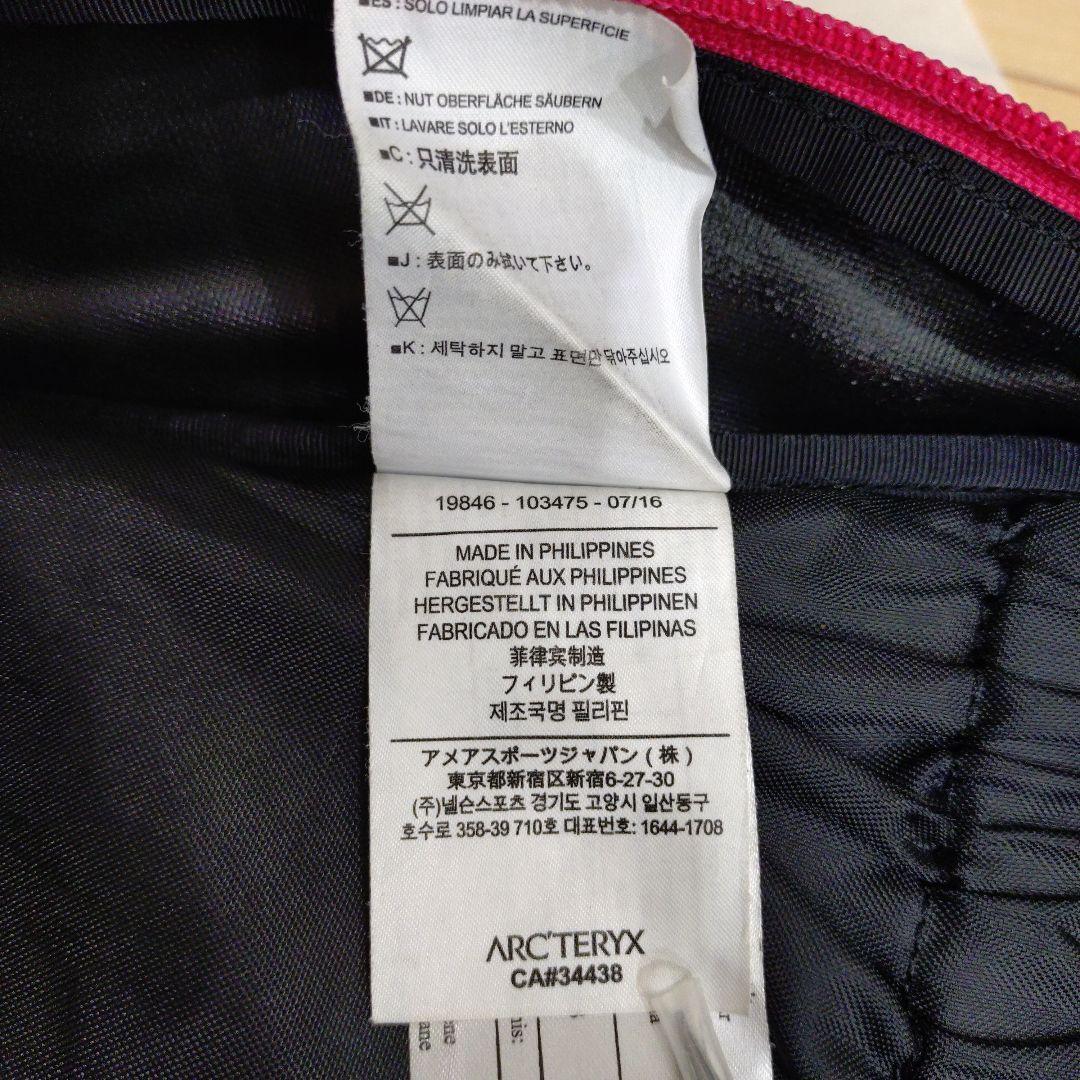 ■ES : SOLO LIMPIAR LA SUPERFICIE
■DE : NUT OBERFLÄCHE SÄUBERN
■IT : LAVARE SOLO L'ESTERNO
■C : 只清洗表面
■J : 表面のみ拭いて下さい。
■K : 세탁하지 말고 표면만 닦아주십시오
19846 - 103475 - 07/16
MADE IN PHILIPPINES
FABRIQUÉ AUX PHILIPPINES
HERGESTELLT IN PHILIPPINEN
FABRICADO EN LAS FILIPINAS
菲律宾制造
フィリピン製
제조국명 필리핀
アメアスポーツジャパン ( 株 )
東京都新宿区新宿6-27-30
(주)넬슨스포츠 경기도 고양시 일산동구
호수로 358-39 710호 대표번호: 1644-1708
ARC'TERYX
CA#34438